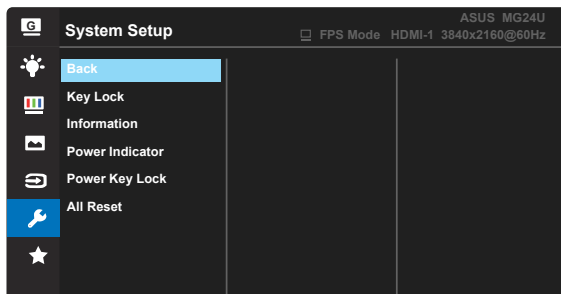 G
System Setup
ASUS MG24U
FPS Mode HDMI-1 3840x2160@60Hz
Back
Key Lock
Information
Power Indicator
Power Key Lock
All Reset